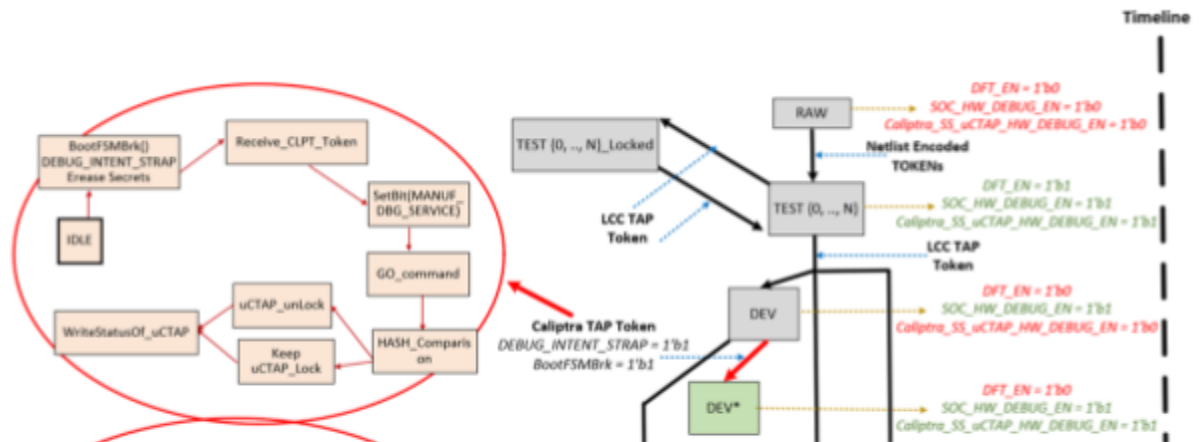 Timeline
BootFSMBrk()
DEBUG_INTENT_STRAP
Erease Secrets
Receive_CLPT_Token
SetBit(MANUF_
DBG_SERVICE)
IDLE
GO_command
uCTAP_unLock
WriteStatusOf_uCTAP
Keep
uCTAP_Lock
HASH_Comparis
on
TEST {0, .., N}_Locked
RAW
DFT_EN = 1'b0
SOC_HW_DEBUG_EN = 1'b0
Caliptra_SS_uCTAP_HW_DEBUG_EN = 1'b0
Netlist Encoded
TOKENs
TEST {0, .., N}
DFT_EN = 1'b1
SOC_HW_DEBUG_EN = 1'b1
Caliptra_SS_uCTAP_HW_DEBUG_EN = 1'b1
LCC TAP
Token
LCC TAP
Token
DEV
DFT_EN = 1'b0
SOC_HW_DEBUG_EN = 1'b1
Caliptra_SS_uCTAP_HW_DEBUG_EN = 1'b0
Caliptra TAP Token
DEBUG_INTENT_STRAP = 1'b1
BootFSMBrk = 1'b1
DEV*
DFT_EN = 1'b0
SOC_HW_DEBUG_EN = 1'b1
Caliptra_SS_uCTAP_HW_DEBUG_EN = 1'b1